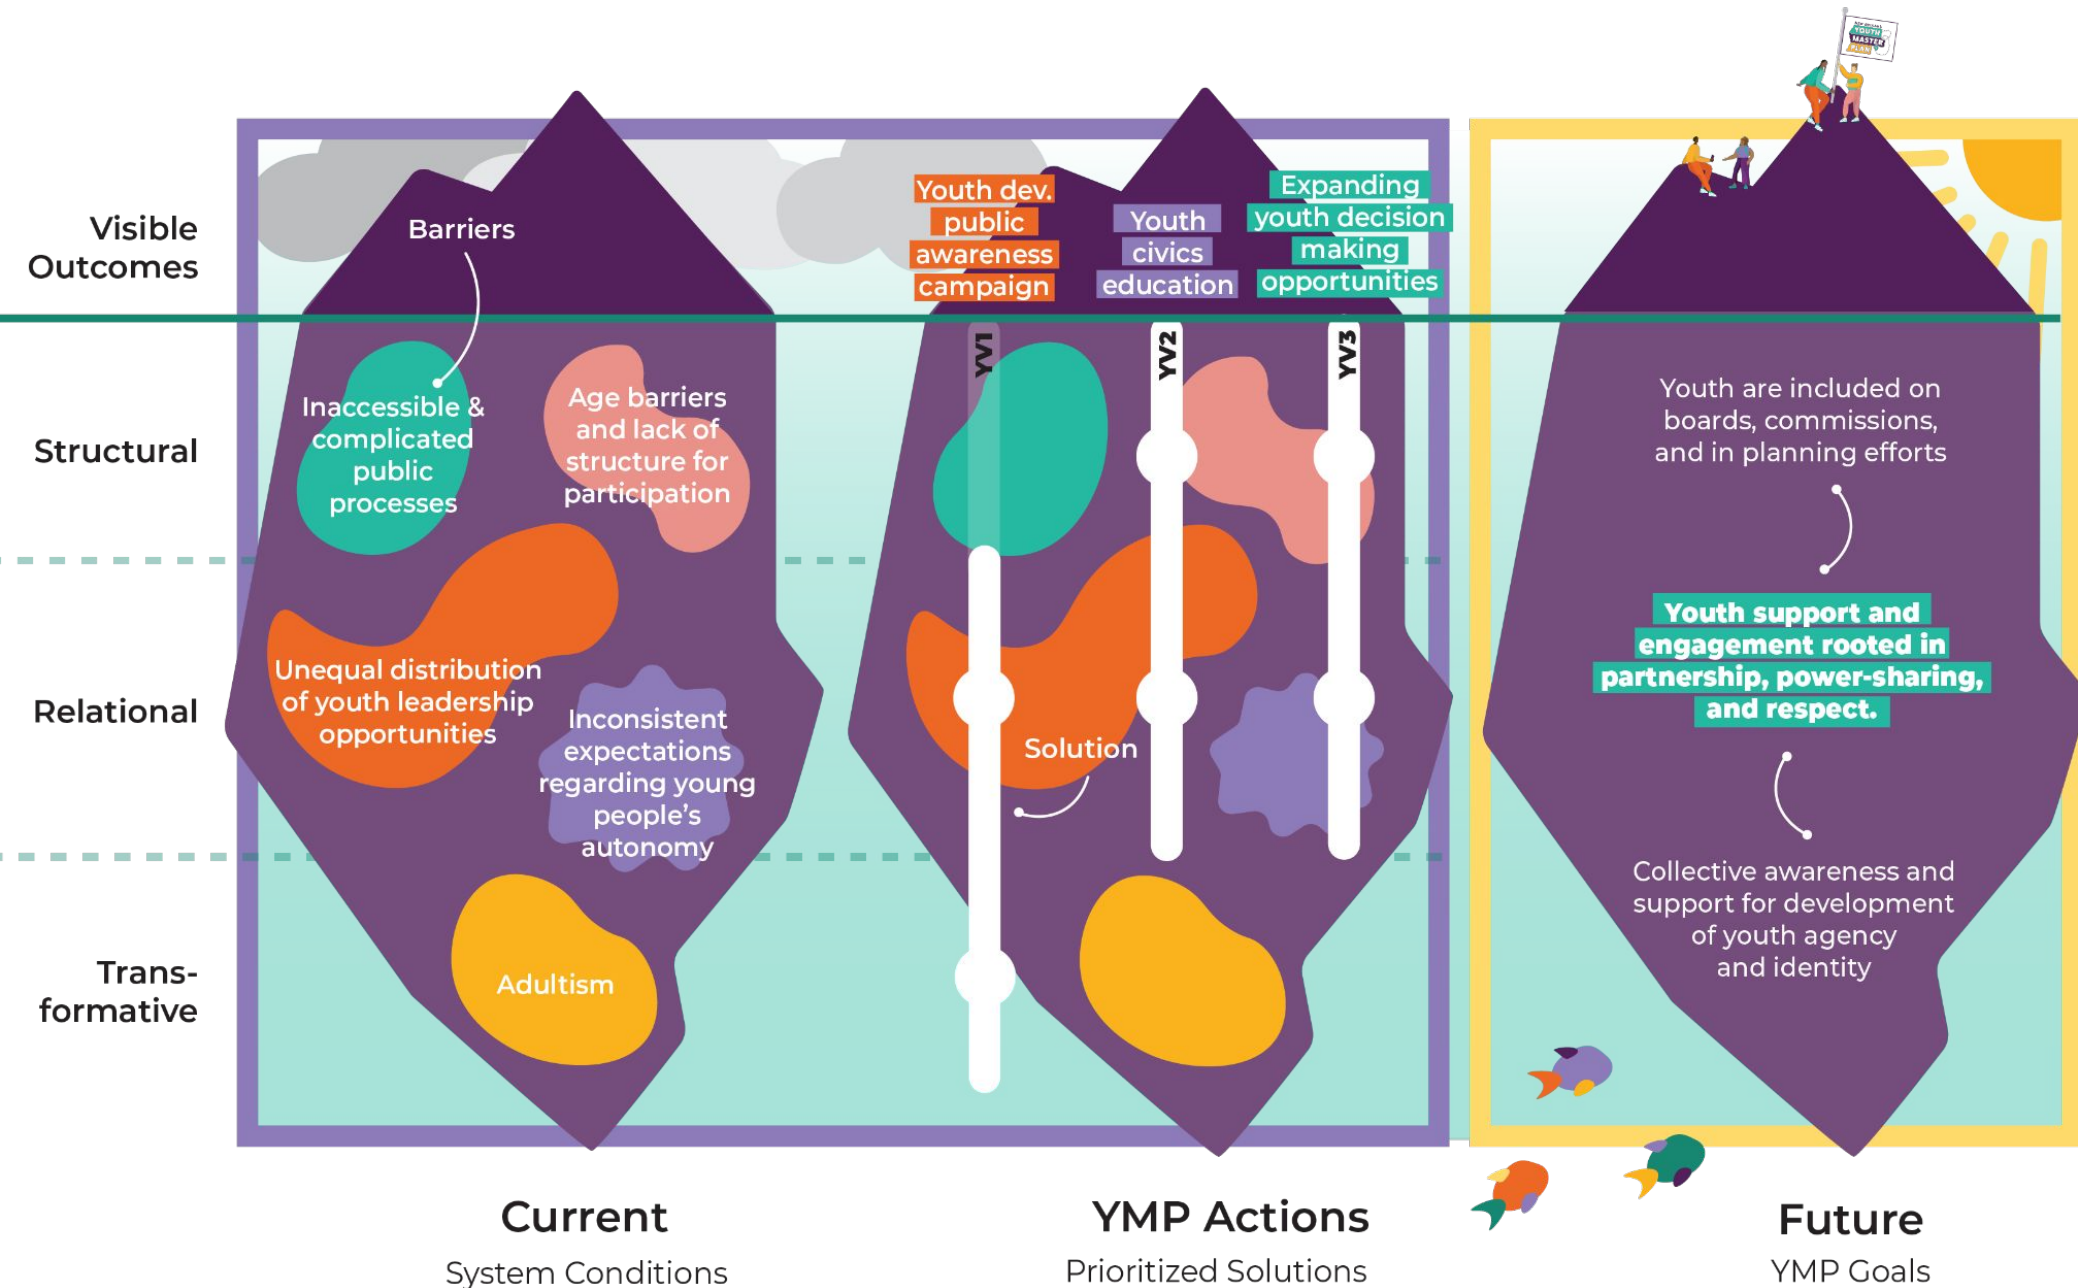 YOUTH
MASTER
PLAN
Visible
Outcomes
Structural
Relational
Trans-
formative
Barriers
Inaccessible &
complicated
public
processes
Age barriers
and lack of
structure for
participation
Unequal distribution
of youth leadership
opportunities
Inconsistent
expectations
regarding young
people's
autonomy
Adultism
Youth dev.
public
awareness
campaign
Youth
civics
education
Expanding
youth decision
making
opportunities
YV1
YV2
YV3
Solution
Youth are included on
boards, commissions,
and in planning efforts
Youth support and
engagement rooted in
partnership, power-sharing,
and respect.
Collective awareness and
support for development
of youth agency
and identity
Current
System Conditions
YMP Actions
Prioritized Solutions
Future
YMP Goals